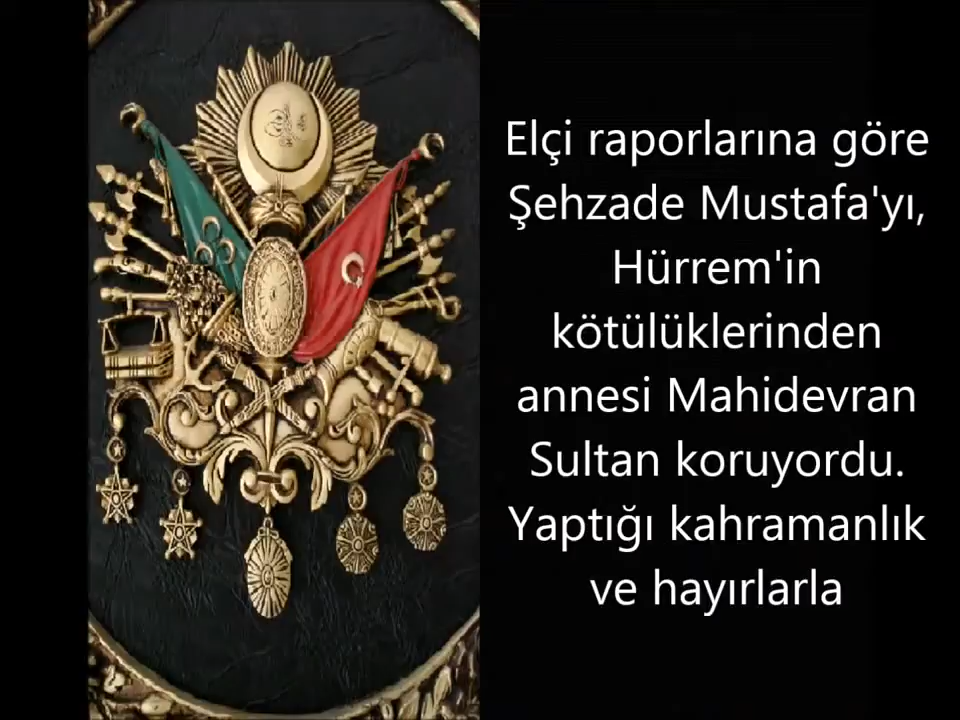 Elçi raporlarına göre
Şehzade Mustafa'yı,
Hürrem'in
kötülüklerinden
annesi Mahidevran
Sultan koruyordu.
Yaptığı kahramanlık
ve hayırlarla